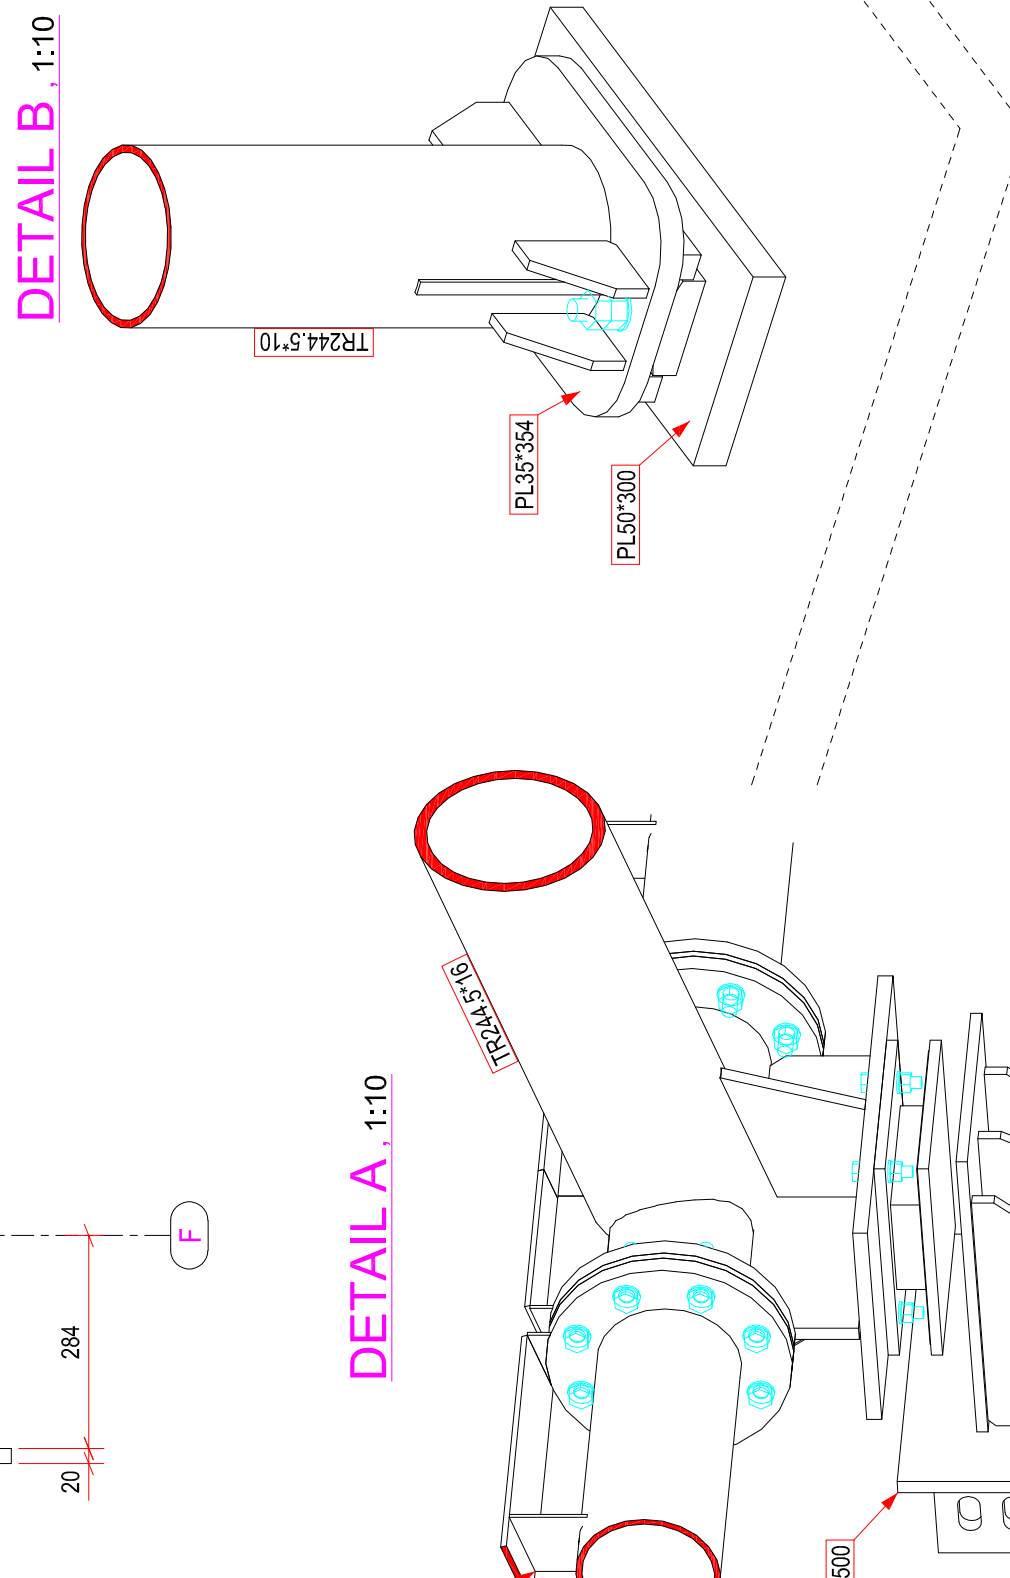 DETAIL B , 1:10
TR244.5*10
PL35*354
PL50*300
TR244.5*16
DETAIL A , 1:10
F
284
20
500